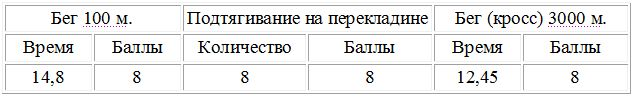 Бег 100 м. Подтягивание на перекладине Бег (кросс) 3000 м.
Время Баллы Количество Баллы Время Баллы
14,8 8 8 8 12,45 8